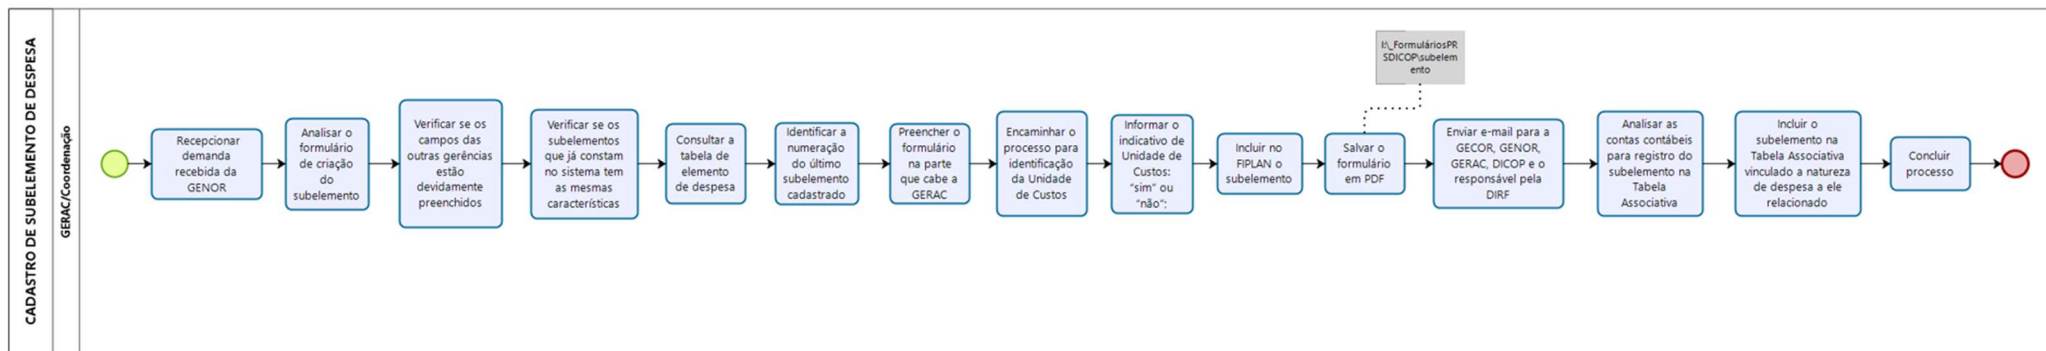 CADASTRO DE SUBELEMENTO DE DESPESA
GERAC/Coordenação
Recepcionar
demanda
recebida da
GENOR
Analisar o
formulário
de criação
do
subelemento
Verificar se os
campos das
outras gerências
estão
devidamente
preenchidos
Verificar se os
subelementos
que já constam
no sistema tem
as mesmas
características
Consultar a
tabela de
elemento
de despesa
Identificar a
numeração
do último
subelemento
cadastrado
Preencher o
formulário
na parte
que cabe a
GERAC
Encaminhar o
processo para
identificação
da Unidade
de Custos
Informar o
indicativo de
Unidade de
Custos:
"sim" ou
"não":
Incluir no
FIPLAN o
subelemento
I:\_FormuláriosPR
SDICOP\subelem
ento
Salvar o
formulário
em PDF
Enviar e-mail para a
GECOR, GENOR,
GERAC, DICOP e o
responsável pela
DIRF
Analisar as
contas contábeis
para registro do
subelemento na
Tabela
Associativa
Incluir o
subelemento na
Tabela Associativa
vinculado a natureza
de despesa a ele
relacionado
Concluir
processo